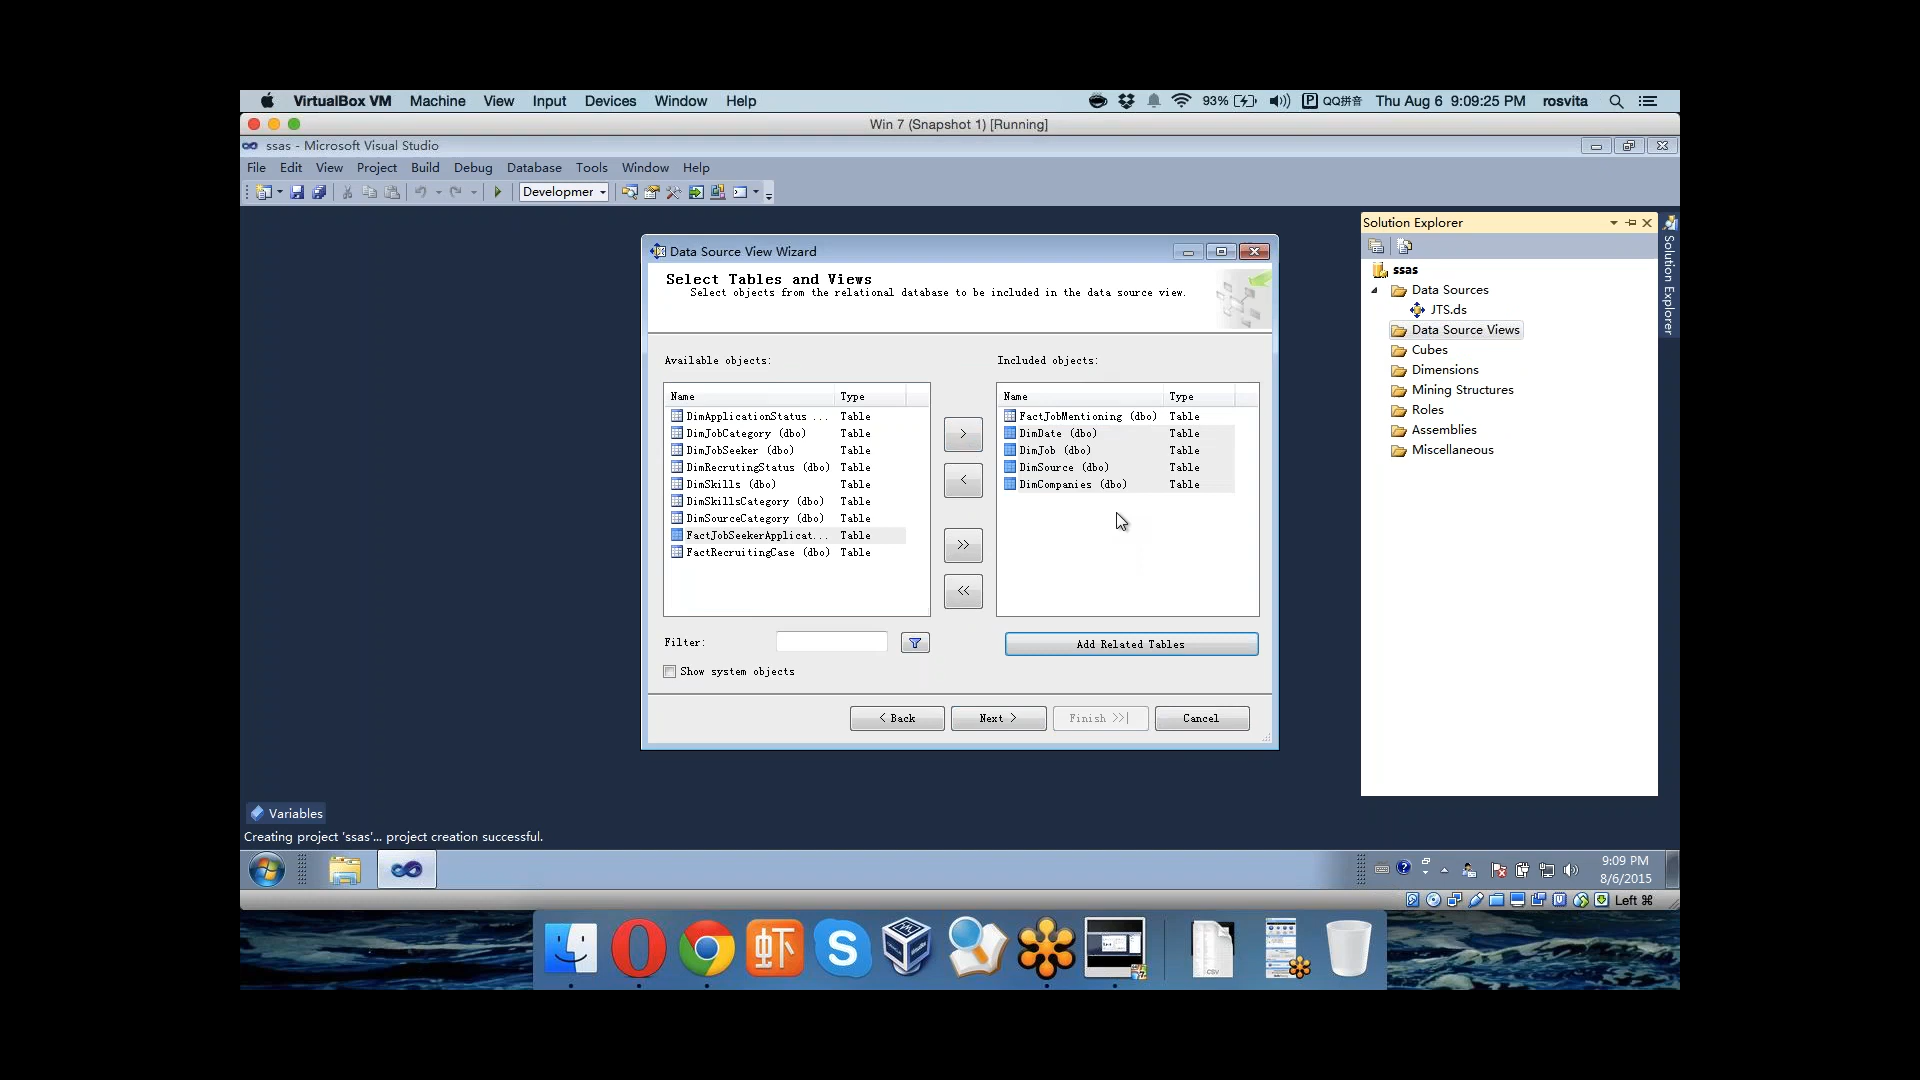 VirtualBox VM Machine View Input Devices Window Help 93% P QQ拼音 Thu Aug 6 9:09:25 PM rosvita
Win 7 (Snapshot 1) [Running]
ssas - Microsoft Visual Studio
File Edit View Project Build Debug Database Tools Window Help
Developmer
Solution Explorer
Solution Explorer
ssas
Data Sources
JTS.ds
Data Source Views
Cubes
Dimensions
Mining Structures
Roles
Assemblies
Miscellaneous
Data Source View Wizard
Select Tables and Views
Select objects from the relational database to be included in the data source view.
Available objects:
Name Type
DimApplicationStatus ... Table
DimJobCategory (dbo) Table
DimJobSeeker (dbo) Table
DimRecrutingStatus (dbo) Table
DimSkills (dbo) Table
DimSkillsCategory (dbo) Table
DimSourceCategory (dbo) Table
FactJobSeekerApplicat... Table
FactRecruitingCase (dbo) Table
>
<
>>
<<
Included objects:
Name Type
FactJobMentioning (dbo) Table
DimDate (dbo) Table
DimJob (dbo) Table
DimSource (dbo) Table
DimCompanies (dbo) Table
Filter:
Add Related Tables
Show system objects
< Back Next > Finish >>| Cancel
Variables
Creating project 'ssas'... project creation successful.
9:09 PM
8/6/2015
Left ⌘
虾 S CSV